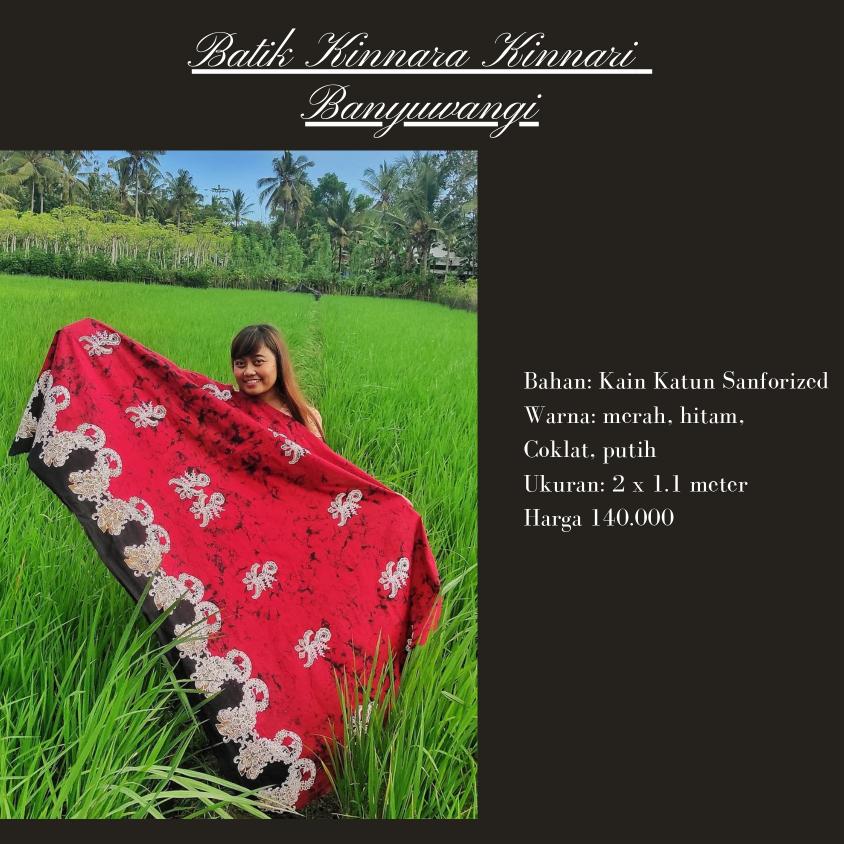 Batik Kinnara Kinnari
Banyuwangi
Bahan: Kain Katun Sanforized
Warna: merah, hitam,
Coklat, putih
Ukuran: 2 x 1.1 meter
Harga 140.000